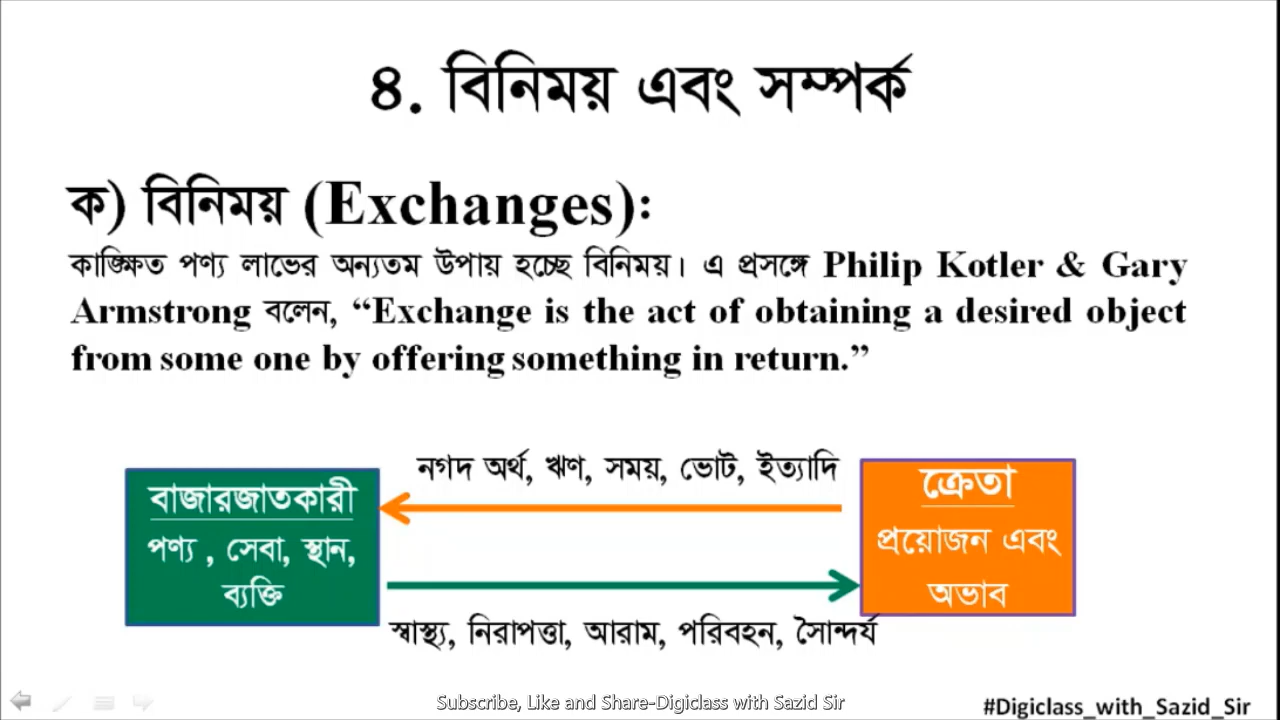 ৪. বিনিময় এবং সম্পর্ক
ক) বিনিময় (Exchanges):
কাঙ্ক্ষিত পণ্য লাভের অন্যতম উপায় হচ্ছে বিনিময়। এ প্রসঙ্গে Philip Kotler & Gary
Armstrong বলেন, “Exchange is the act of obtaining a desired object
from some one by offering something in return.”
নগদ অর্থ, ঋণ, সময়, ভোট, ইত্যাদি
বাজারজাতকারী
পণ্য , সেবা, স্থান,
ব্যক্তি
ক্রেতা
প্রয়োজন এবং
অভাব
স্বাস্থ্য, নিরাপত্তা, আরাম, পরিবহন, সৈান্দর্য
Subscribe, Like and Share-Digiclass with Sazid Sir
#Digiclass_with_Sazid_Sir